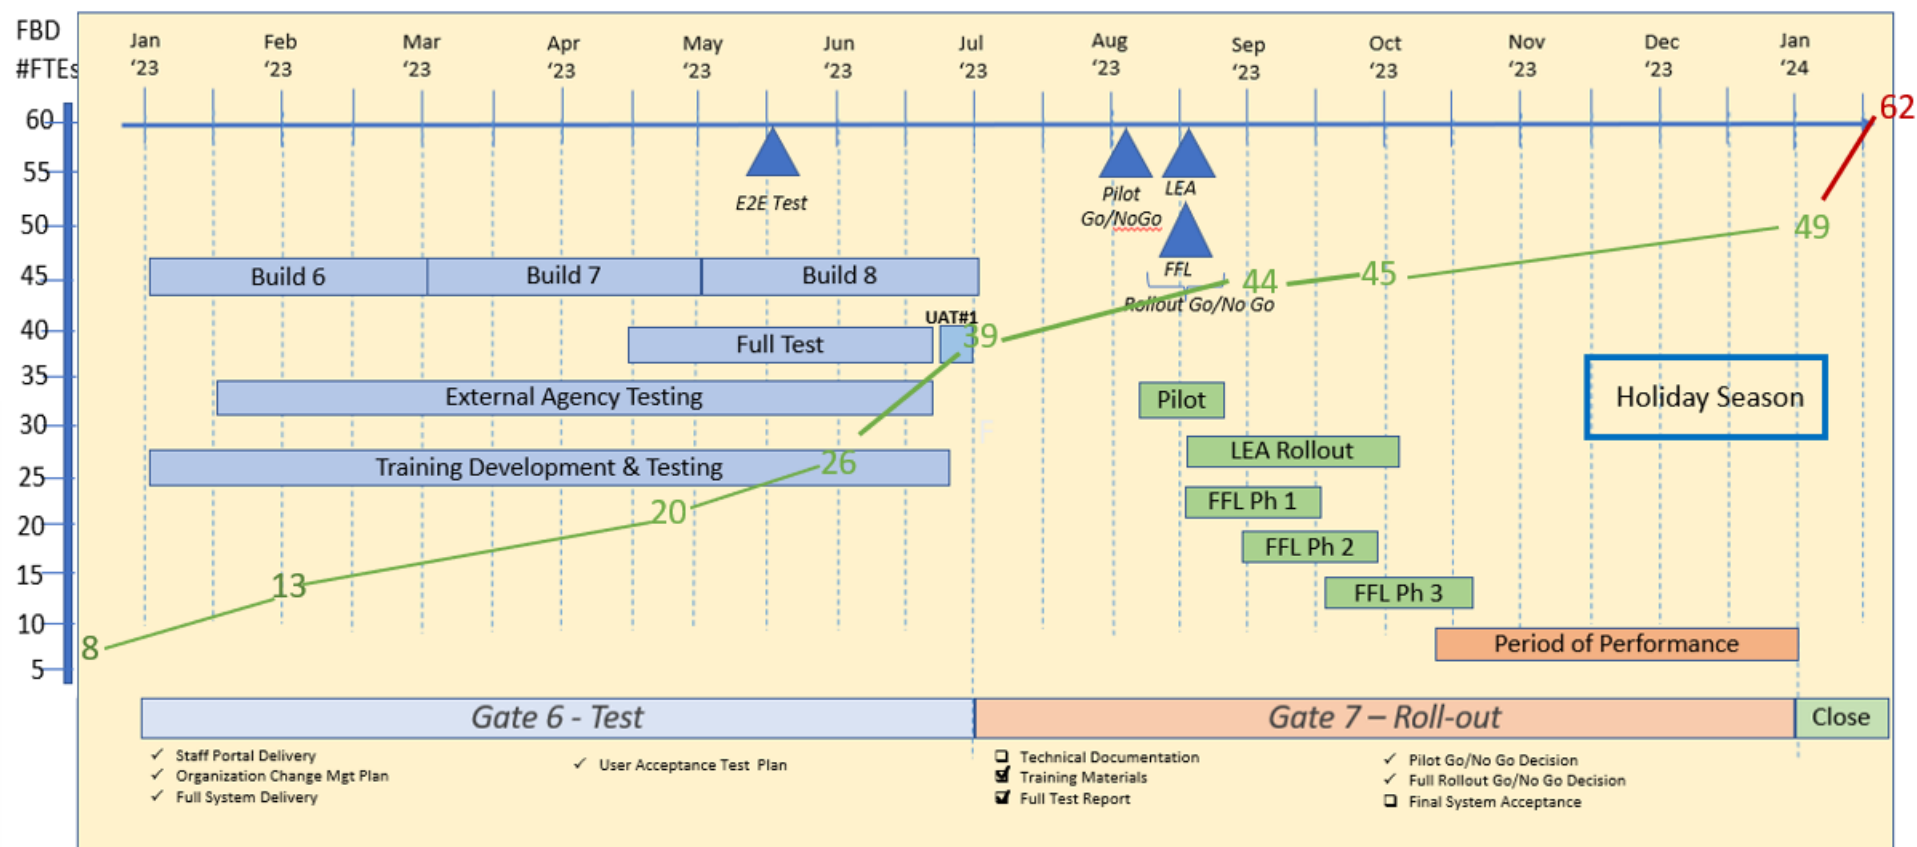 FBD
#FTEs
Jan Feb Mar Apr May Jun Jul Aug Sep Oct Nov Dec Jan
‘23 ‘23 ‘23 ‘23 ‘23 ‘23 ‘23 ‘23 ‘23 ‘23 ‘23 ‘23 ‘24
60
55
50
45
40
35
30
25
20
15
10
5
62
E2E Test
Pilot
Go/NoGo
LEA
FFL
Rollout Go/No Go
49
44
45
Build 6
Build 7
Build 8
UAT#1
39
Full Test
External Agency Testing
Pilot
Holiday Season
F
Training Development & Testing
26
LEA Rollout
20
FFL Ph 1
FFL Ph 2
13
FFL Ph 3
8
Period of Performance
Gate 6 - Test
Gate 7 – Roll-out
Close
Staff Portal Delivery
Organization Change Mgt Plan
Full System Delivery
User Acceptance Test Plan
Technical Documentation
Training Materials
Full Test Report
Pilot Go/No Go Decision
Full Rollout Go/No Go Decision
Final System Acceptance